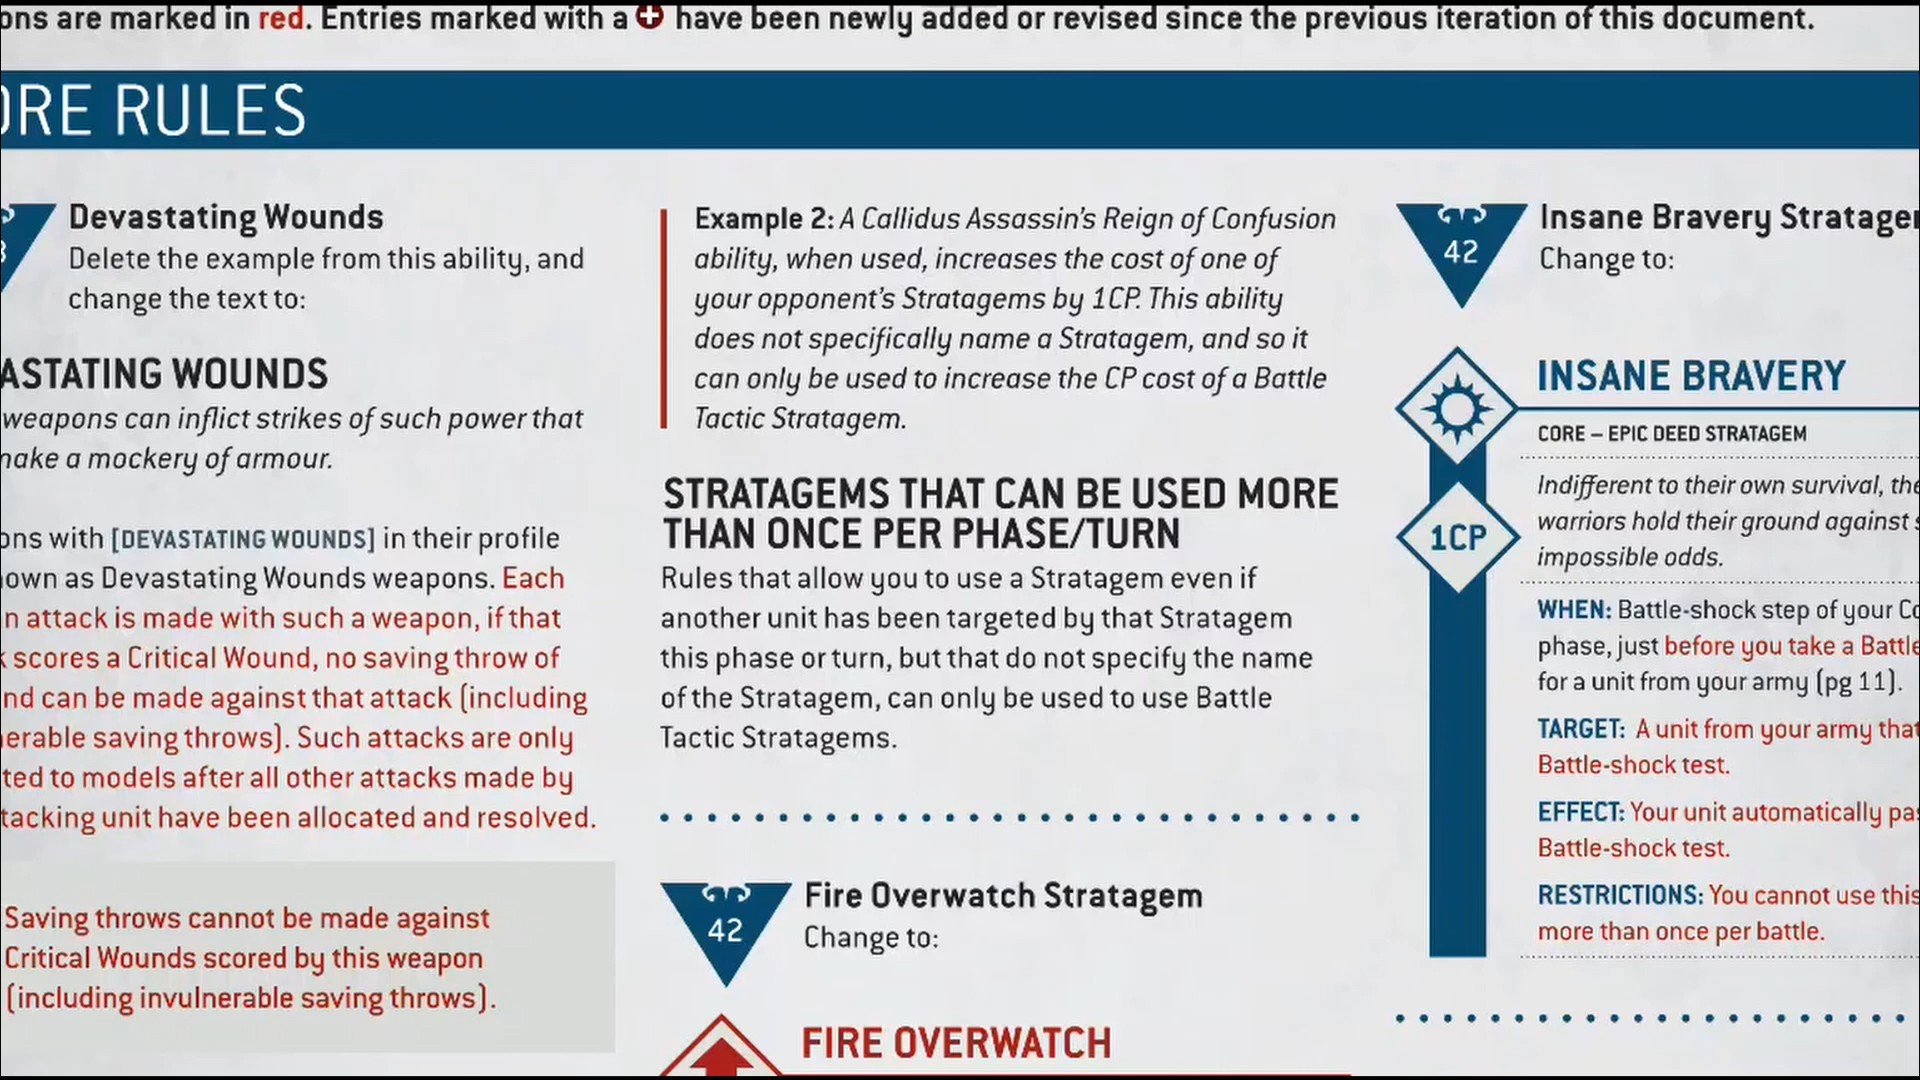 ons are marked in red. Entries marked with a have been newly added or revised since the previous iteration of this document.
ORE RULES
Devastating Wounds
Delete the example from this ability, and
change the text to:
ASTATING WOUNDS
weapons can inflict strikes of such power that
make a mockery of armour.
ons with [DEVASTATING WOUNDS] in their profile
own as Devastating Wounds weapons. Each
n attack is made with such a weapon, if that
k scores a Critical Wound, no saving throw of
nd can be made against that attack (including
erable saving throws). Such attacks are only
ted to models after all other attacks made by
tacking unit have been allocated and resolved.
Saving throws cannot be made against
Critical Wounds scored by this weapon
(including invulnerable saving throws).
Example 2: A Callidus Assassin's Reign of Confusion
ability, when used, increases the cost of one of
your opponent's Stratagems by 1CP. This ability
does not specifically name a Stratagem, and so it
can only be used to increase the CP cost of a Battle
Tactic Stratagem.
STRATAGEMS THAT CAN BE USED MORE
THAN ONCE PER PHASE/TURN
Rules that allow you to use a Stratagem even if
another unit has been targeted by that Stratagem
this phase or turn, but that do not specify the name
of the Stratagem, can only be used to use Battle
Tactic Stratagems.
42
Fire Overwatch Stratagem
Change to:
FIRE OVERWATCH
42
Insane Bravery Stratage
Change to:
INSANE BRAVERY
CORE – EPIC DEED STRATAGEM
Indifferent to their own survival, the
warriors hold their ground against s
impossible odds.
1CP
WHEN: Battle-shock step of your Co
phase, just before you take a Battle
for a unit from your army (pg 11).
TARGET: A unit from your army that
Battle-shock test.
EFFECT: Your unit automatically pas
Battle-shock test.
RESTRICTIONS: You cannot use this
more than once per battle.